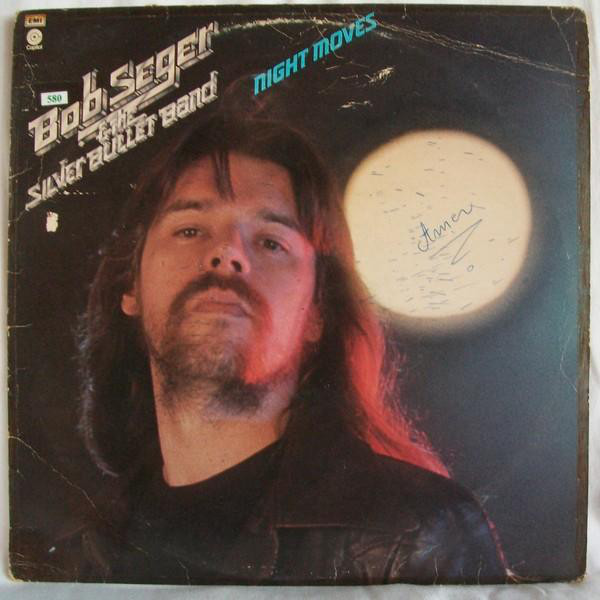 EMI
Capitol
580
Bob Seger
& THE
SILVER BULLET BAND
NIGHT MOVES